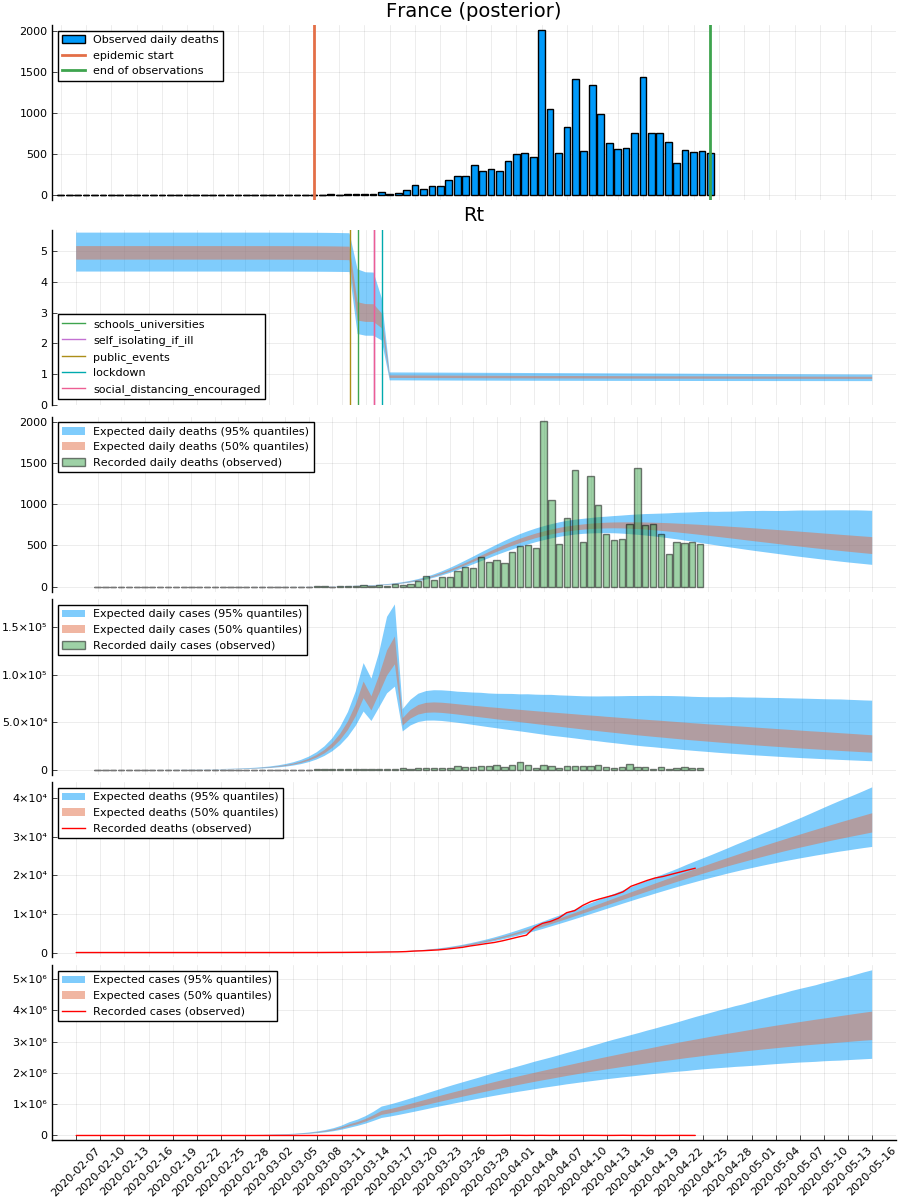 France (posterior)
2000
1500
1000
500
0
Observed daily deaths
epidemic start
end of observations
Rt
5
4
3
2
1
0
schools_universities
self_isolating_if_ill
public_events
lockdown
social_distancing_encouraged
2000
1500
1000
500
0
Expected daily deaths (95% quantiles)
Expected daily deaths (50% quantiles)
Recorded daily deaths (observed)
1.5×10⁵
1.0×10⁵
5.0×10⁴
0
Expected daily cases (95% quantiles)
Expected daily cases (50% quantiles)
Recorded daily cases (observed)
4×10⁴
3×10⁴
2×10⁴
1×10⁴
0
Expected deaths (95% quantiles)
Expected deaths (50% quantiles)
Recorded deaths (observed)
5×10⁶
4×10⁶
3×10⁶
2×10⁶
1×10⁶
0
Expected cases (95% quantiles)
Expected cases (50% quantiles)
Recorded cases (observed)
2020-02-07
2020-02-10
2020-02-13
2020-02-16
2020-02-19
2020-02-22
2020-02-25
2020-02-28
2020-03-02
2020-03-05
2020-03-08
2020-03-11
2020-03-14
2020-03-17
2020-03-20
2020-03-23
2020-03-26
2020-03-29
2020-04-01
2020-04-04
2020-04-07
2020-04-10
2020-04-13
2020-04-16
2020-04-19
2020-04-22
2020-04-25
2020-04-28
2020-05-01
2020-05-04
2020-05-07
2020-05-10
2020-05-13
2020-05-16